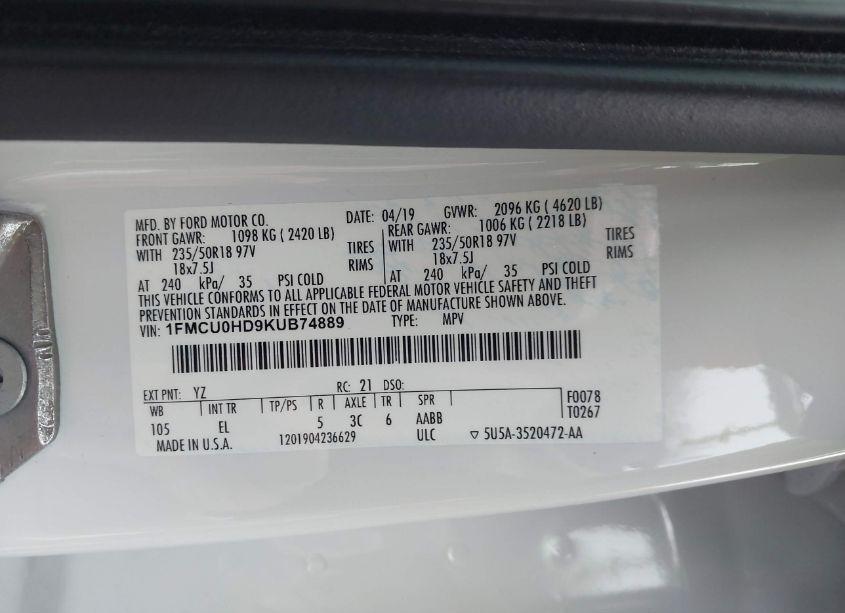 MFD. BY FORD MOTOR CO. DATE: 04/19 GVWR: 2096 KG ( 4620 LB)
FRONT GAWR: 1098 KG ( 2420 LB) REAR GAWR: 1006 KG ( 2218 LB)
WITH 235/50R18 97V TIRES WITH 235/50R18 97V TIRES
18x7.5J RIMS 18x7.5J RIMS
AT 240 kPa/ 35 PSI COLD AT 240 kPa/ 35 PSI COLD
THIS VEHICLE CONFORMS TO ALL APPLICABLE FEDERAL MOTOR VEHICLE SAFETY AND THEFT
PREVENTION STANDARDS IN EFFECT ON THE DATE OF MANUFACTURE SHOWN ABOVE.
VIN: 1FMCU0HD9KUB74889 TYPE: MPV
EXT PNT: YZ RC: 21 DSO:
WB INT TR TP/PS R AXLE TR SPR F0078
105 EL 5 3C 6 AABB T0267
MADE IN U.S.A. 1201904236629 ULC ▽ 5U5A-3520472-AA